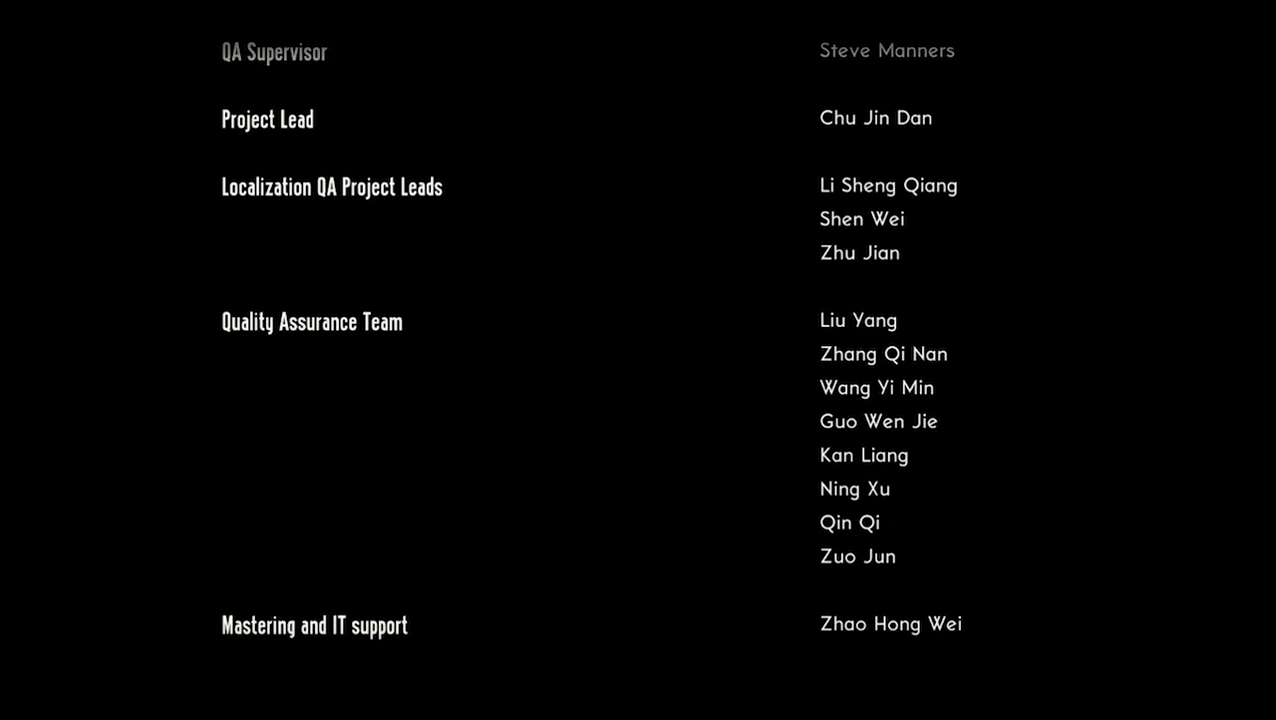 QA Supervisor Steve Manners
Project Lead Chu Jin Dan
Localization QA Project Leads Li Sheng Qiang
Shen Wei
Zhu Jian
Quality Assurance Team Liu Yang
Zhang Qi Nan
Wang Yi Min
Guo Wen Jie
Kan Liang
Ning Xu
Qin Qi
Zuo Jun
Mastering and IT support Zhao Hong Wei